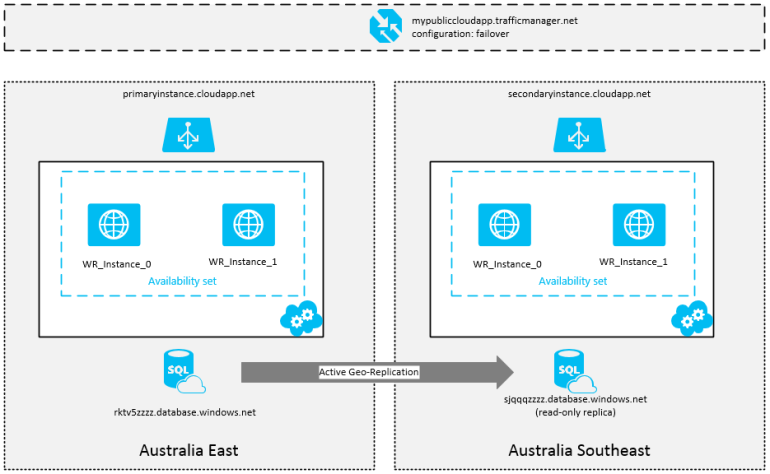 mypubliccloudapp.trafficmanager.net
configuration: failover
primaryinstance.cloudapp.net
WR_Instance_0
WR_Instance_1
Availability set
SQL
rktv5zzzz.database.windows.net
Australia East
Active Geo-Replication
secondaryinstance.cloudapp.net
WR_Instance_0
WR_Instance_1
Availability set
SQL
sjqqqzzzz.database.windows.net
(read-only replica)
Australia Southeast